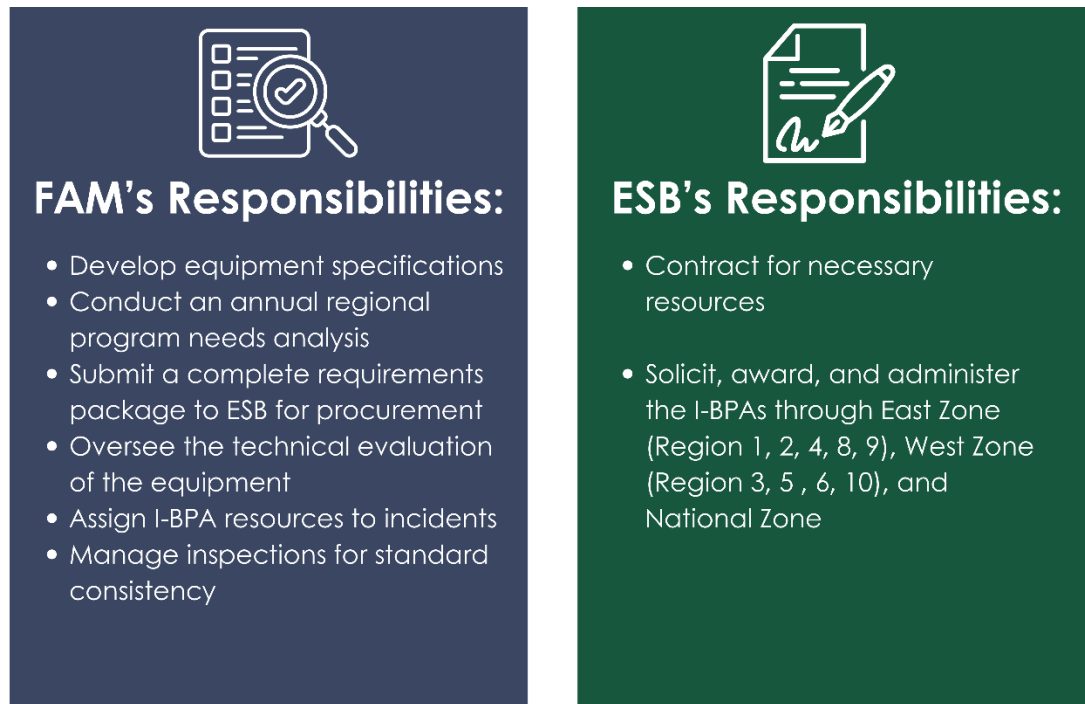 FAM's Responsibilities:
• Develop equipment specifications
• Conduct an annual regional
program needs analysis
• Submit a complete requirements
package to ESB for procurement
• Oversee the technical evaluation
of the equipment
• Assign I-BPA resources to incidents
• Manage inspections for standard
consistency
ESB's Responsibilities:
• Contract for necessary
resources
• Solicit, award, and administer
the I-BPAs through East Zone
(Region 1, 2, 4, 8, 9), West Zone
(Region 3, 5 , 6, 10), and
National Zone